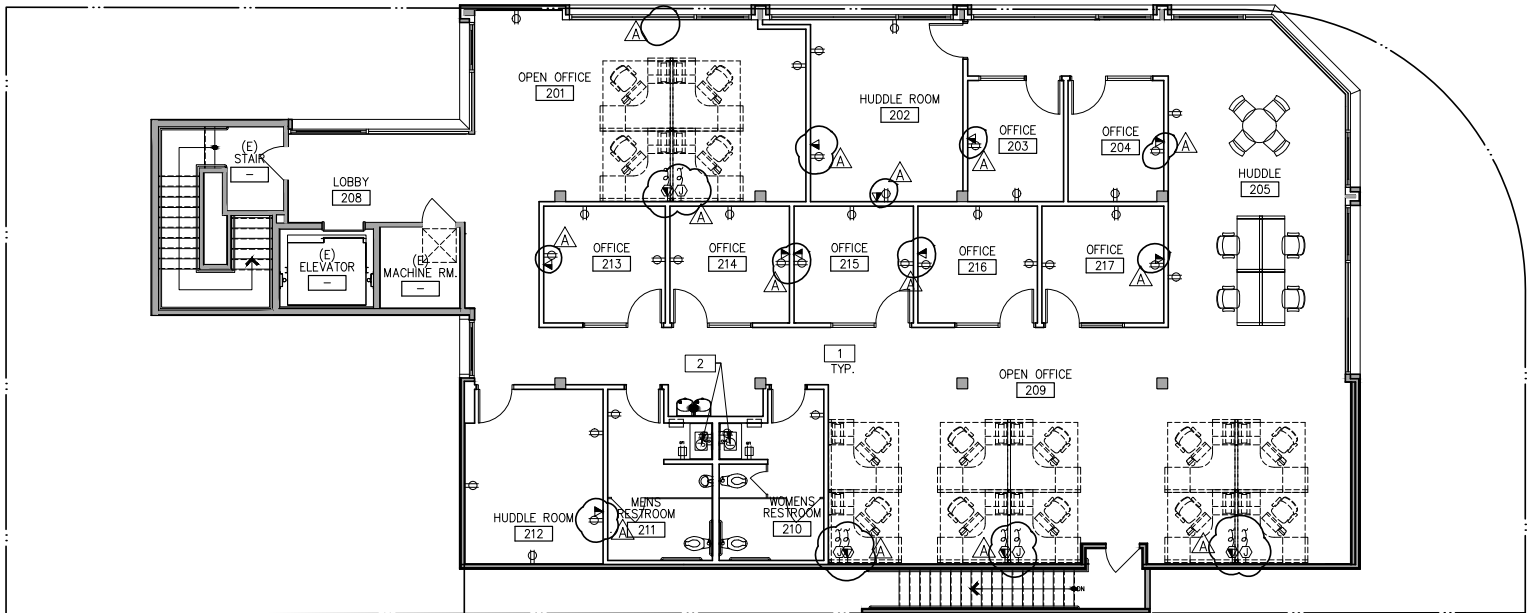 A
OPEN OFFICE
201
HUDDLE ROOM
202
OFFICE
203
OFFICE
204
A
A
A
A
(E)
STAIR
-
LOBBY
208
HUDDLE
205
A
A
OFFICE
213
OFFICE
214
OFFICE
215
OFFICE
216
OFFICE
217
A
A
A
(E)
ELEVATOR
-
(E)
MACHINE RM.
-
1
TYP.
2
OPEN OFFICE
209
HUDDLE ROOM
212
A
MENS
RESTROOM
211
WOMENS
RESTROOM
210
A
A
A
DN